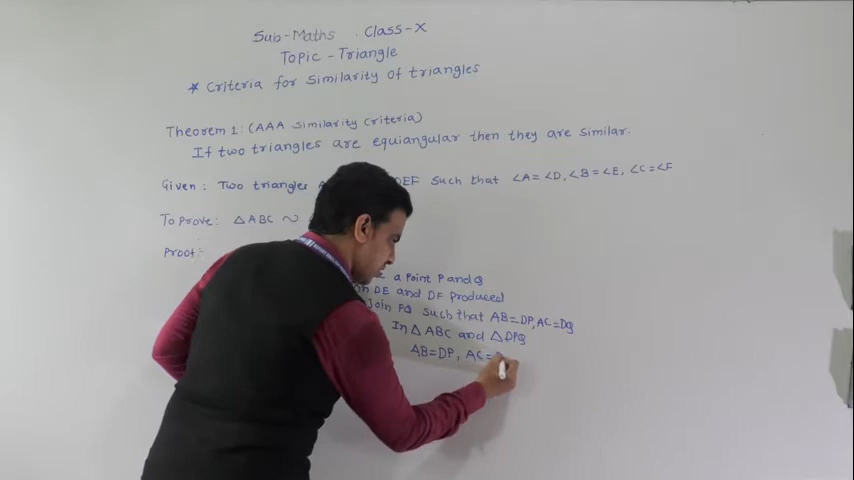 Sub-Maths . Class-X
Topic - Triangle
* Criteria for Similarity of triangles
Theorem 1: (AAA Similarity Criteria)
If two triangles are equiangular then they are similar.
Given: Two triangles DEF such that ∠A=∠D, ∠B=∠E, ∠C=∠F
To Prove: △ABC ~
Proof:-
a Point P and Q
DE and DF Produced
Join PQ such that AB=DP, AC=DQ
In △ABC and △DPQ
AB=DP, AC=